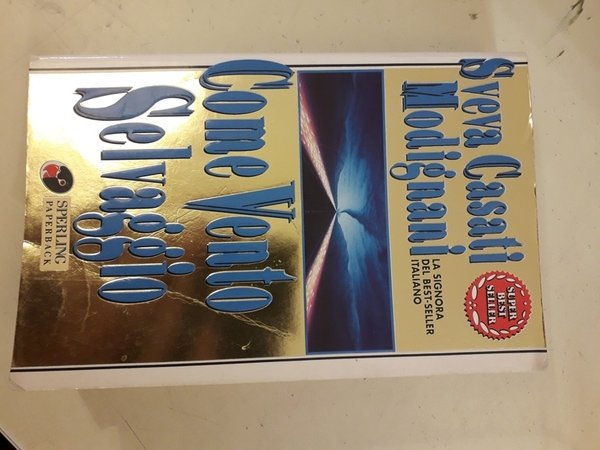 Sveva Casati
Modignani
LA SIGNORA
DEL BEST-SELLER
ITALIANO
SUPER
BEST
SELLER
Come Vento
Selvaggio
SPERLING
PAPERBACK